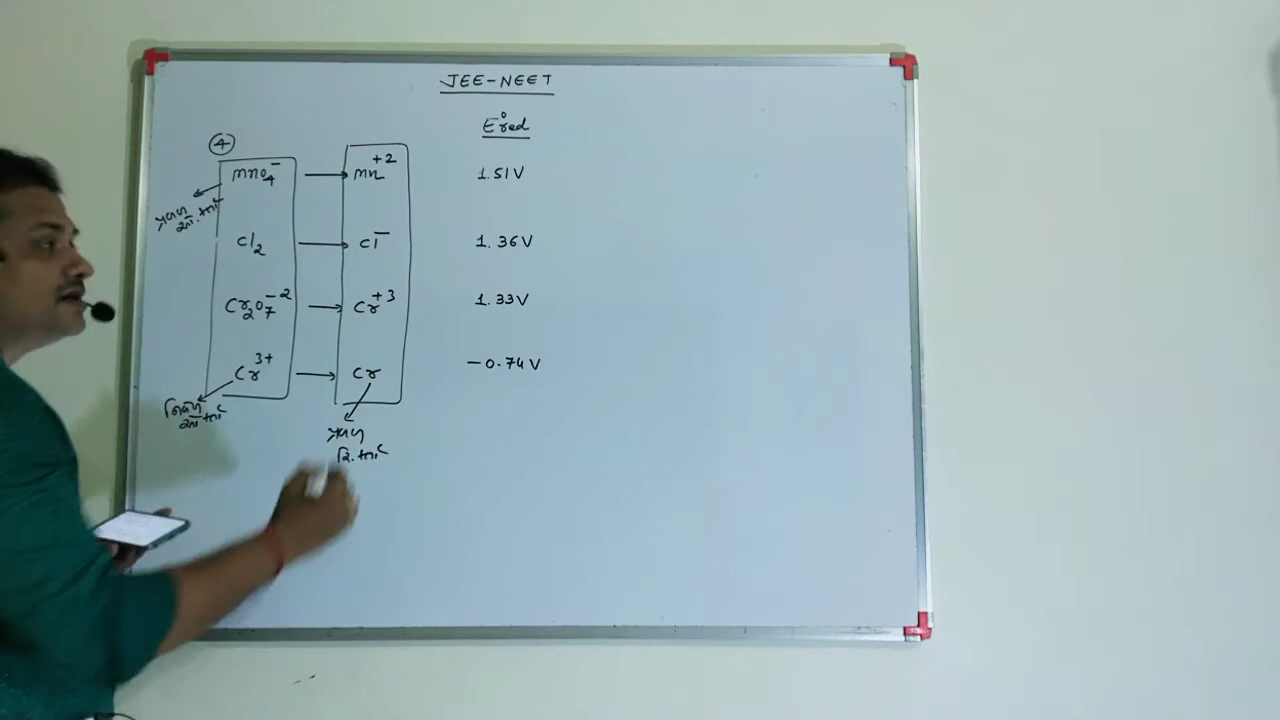 JEE-NEET
E°red
④
MnO₄⁻ → Mn⁺² 1.51V
प्रबल
Cl₂ → Cl⁻ 1.36V
Cr₂O₇⁻² → Cr⁺³ 1.33V
Cr³⁺ → Cr -0.74V